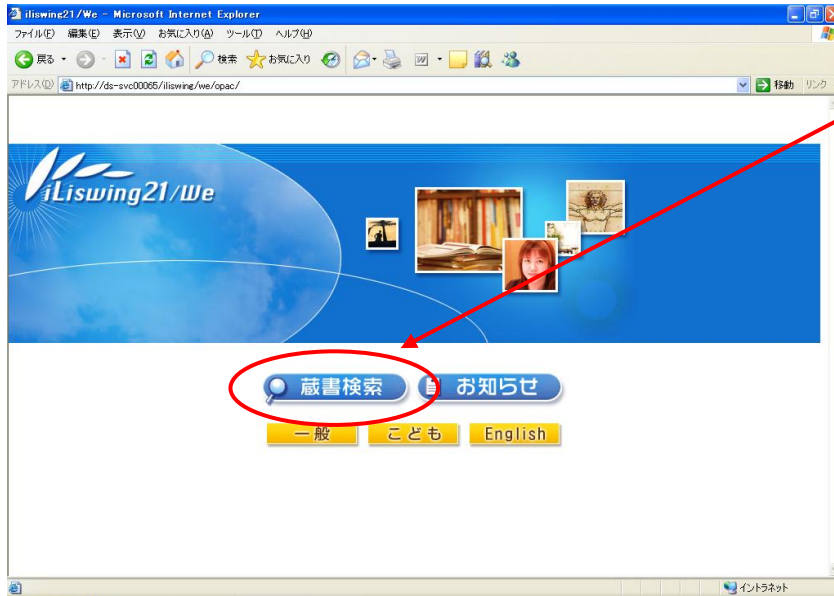 iliswing21/We - Microsoft Internet Explorer
ファイル(F) 編集(E) 表示(V) お気に入り(A) ツール(T) ヘルプ(H)
戻る 検索 お気に入り
アドレス(D) http://ds-svc00065/iliswing/we/opac/ 移動 リンク
iLiswing21/We
蔵書検索 お知らせ
一般 こども English
イントラネット